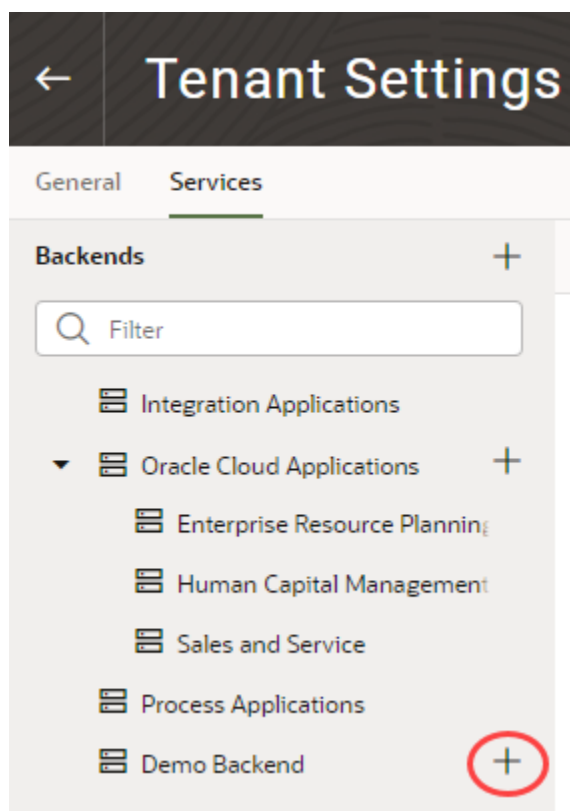 Tenant Settings
General Services
Backends
Filter
Integration Applications
Oracle Cloud Applications
Enterprise Resource Planning
Human Capital Management
Sales and Service
Process Applications
Demo Backend